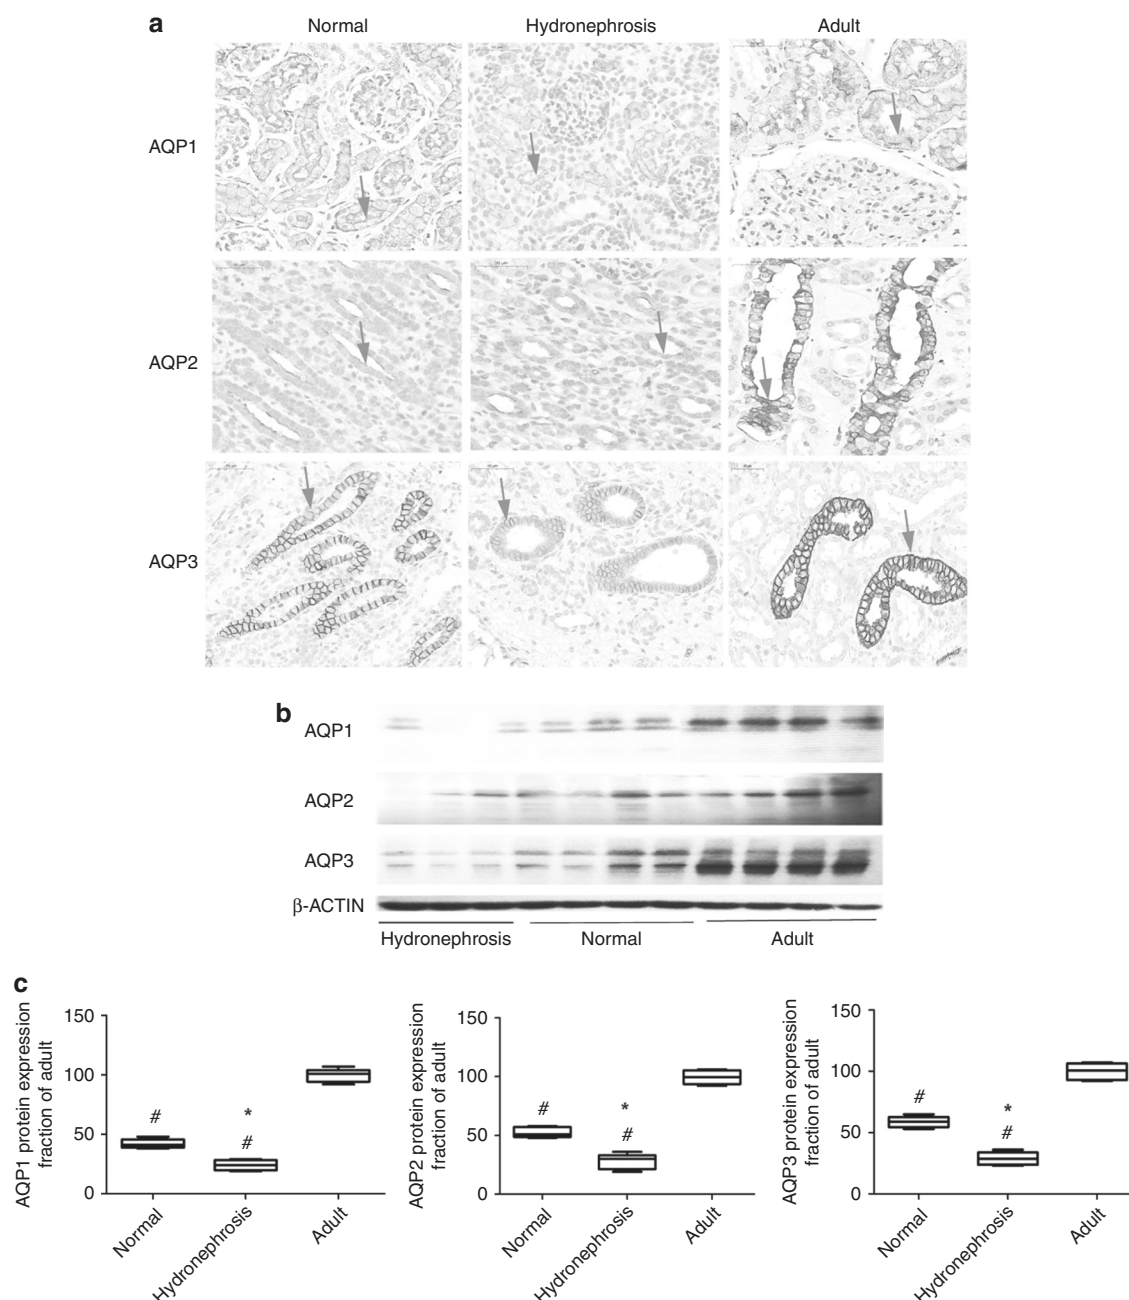 a
Normal Hydronephrosis Adult
AQP1
AQP2
AQP3
b
AQP1
AQP2
AQP3
β-ACTIN
Hydronephrosis Normal Adult
c
AQP1 protein expression
fraction of adult
150
100
50
0
#
*
#
Normal
Hydronephrosis
Adult
AQP2 protein expression
fraction of adult
150
100
50
0
#
*
#
Normal
Hydronephrosis
Adult
AQP3 protein expression
fraction of adult
150
100
50
0
#
*
#
Normal
Hydronephrosis
Adult